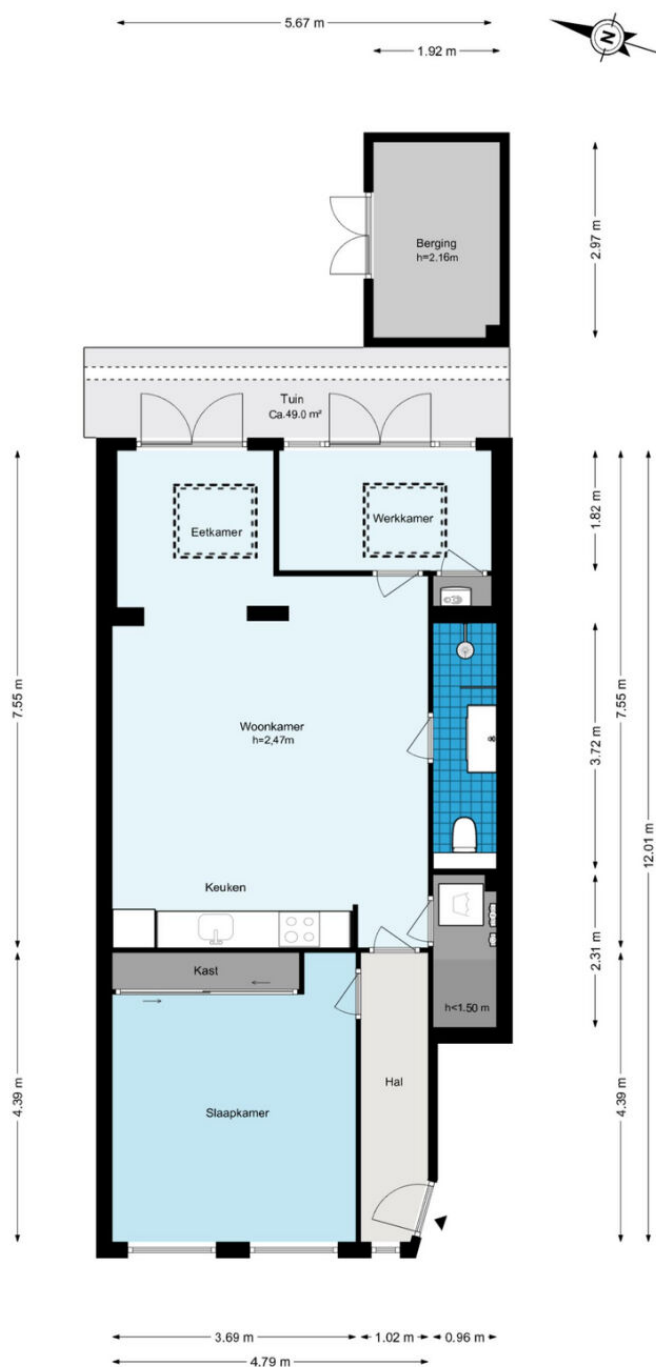 5.67 m
1.92 m
N
2.97 m
Berging
h=2.16m
Tuin
Ca.49.0 m²
1.82 m
Eetkamer
Werkkamer
7.55 m
Woonkamer
h=2,47m
3.72 m
7.55 m
12.01 m
Keuken
2.31 m
Kast
h<1.50 m
4.39 m
Slaapkamer
Hal
4.39 m
3.69 m
1.02 m
0.96 m
4.79 m